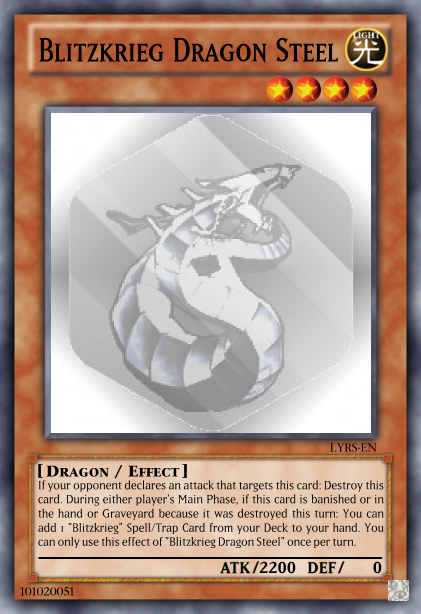 Blitzkrieg Dragon Steel
LIGHT
光
LYRS-EN
[ Dragon / Effect ]
If your opponent declares an attack that targets this card: Destroy this
card. During either player's Main Phase, if this card is banished or in
the hand or Graveyard because it was destroyed this turn: You can
add 1 "Blitzkrieg" Spell/Trap Card from your Deck to your hand. You
can only use this effect of "Blitzkrieg Dragon Steel" once per turn.
ATK/2200 DEF/ 0
101020051